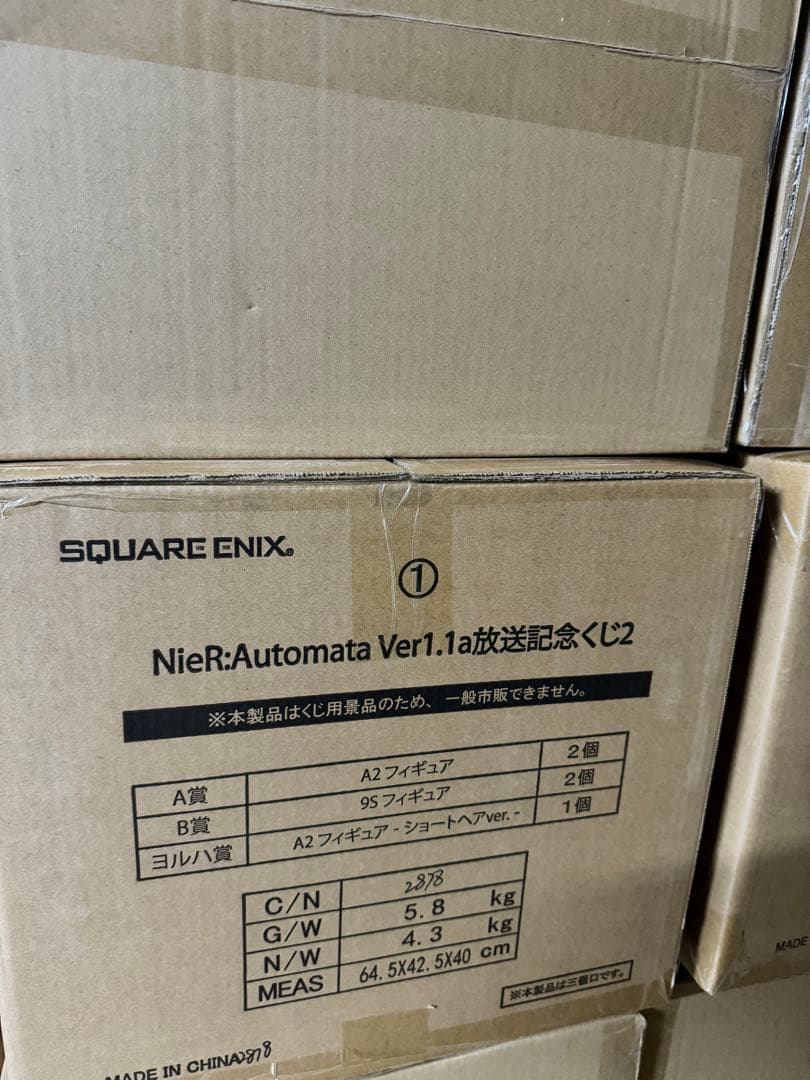 SQUARE ENIX®
①
NieR:Automata Ver1.1a放送記念くじ2
※本製品はくじ用景品のため、一般市販できません。
A賞 A2フィギュア 2個
B賞 9Sフィギュア 2個
ヨルハ賞 A2フィギュア - ショートヘアver. - 1個
C/N 2878
G/W 5.8 kg
N/W 4.3 kg
MEAS 64.5X42.5X40 cm
※本製品は三個口です。
MADE IN CHINA 2878
MADE